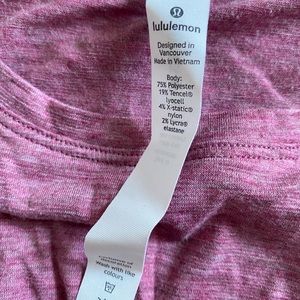 lululemon
Designed in
Vancouver
Made in Vietnam
Body:
75% Polyester
19% Tencel®
lyocell
4% X-static®
nylon
2% Lycra®
elastane
Wash with like
colours